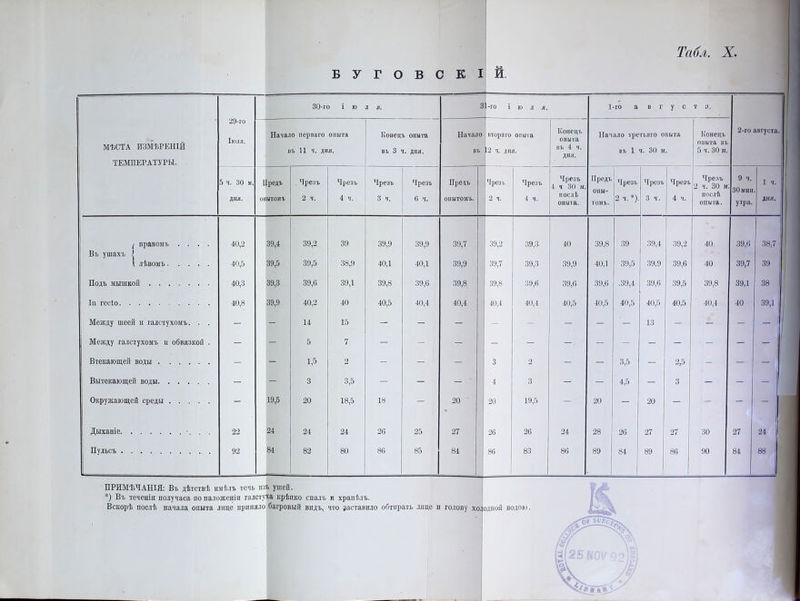 Табл. X.
БУГОВСКІЙ.
МѢСТА ИЗМѢРЕНІЙ ТЕМПЕРАТУРЫ.
29-го Іюля.
30-го іюля.
31-го іюля.
1-го августа.
2-го августа.
Начало перваго опыта въ 11 ч. дня.
Конецъ опыта въ 3 ч. дня.
Начало втораго опыта въ 12 ч. дня.
Конецъ опыта въ 4 ч. дня.
Начало третьяго опыта въ 1 ч. 30 м.
Конецъ опыта въ 5 ч. 30 м.
5 ч. 30 м. дня. Предъ опытомъ Чрезъ 2 ч. Чрезъ 4 ч. Чрезъ 3 ч. Чрезъ 6 ч. Предъ опытомъ. Чрезъ 2 ч. Чрезъ 4 ч. Чрезъ 4 ч 30 м. послѣ опыта. Предъ опытомъ. Чрезъ 2 ч. *). Чрезъ 3 ч. Чрезъ 4 ч. Чрезъ 2 ч. 30 м. послѣ опыта. 9 ч. 30 мин. утра. 1 ч. дня.
Въ ушахъ { правомъ . . . . 40,2 39,4 39,2 39 39,9 39,9 39,7 39,2 39,3 40 39,8 39 39,4 39,2 40 39,6 38,7
лѣвомъ . . . . . 40,5 39,5 39,5 38,9 40,1 40,1 39,9 39,7 39,3 39,9 40,1 39,5 39,9 39,6 40 39,7 39
Подъ мышкой . . . . . . . 40,3 39,3 39,6 39,1 39,8 39,6 39,8 39,8 39,6 39,6 39,6 39,4 39,6 39,5 39,8 39,1 38
In recto. . . . . . . . . . 40,8 39,9 40,2 40 40,5 40,4 40,4 40,4 40,4 40,5 40,5 40,5 40,5 40,5 40,4 40 39,1
Между шеей и галстухомъ. . . — — 14 15 — — — — — — — — 13 — — — —
Между галстухомъ и обвязкой . — — 5 7 — — — — — — — — — — — — —
Втекающей воды . . . . . . — — 1,5 2 — — — 3 2 — — 3,5 — 2,5 — — —
Вытекающей воды. . . . . . — — 3 3,5 — — — 4 3 — — 4,5 — 3 — — —
Окружающей среды . . . . . — 19,5 20 18,5 18 — 20 20 19,5 — 20 — 20 — — — —
Дыханіе. . . . . . . . . . 22 24 24 24 26 25 27 26 26 24 28 26 27 27 30 27 24
Пульсъ . . . . . . . . . . 92 84 82 80 86 85 84 86 83 86 89 84 89 86 90 84 88
ПРИМѢЧАНІЯ: Въ дѣтствѣ имѣлъ течь изъ ушей.
*) Въ теченіи получаса по наложеніи галстуха крѣпко спалъ и храпѣлъ.
Вскорѣ послѣ начала опыта лице приняло багровый видъ, что заставило обтирать лице и голову холодной водою.
ROYAL COLLEGE OF SURGEONS OF ENGLAND
25 NOV 92
LIBRARY